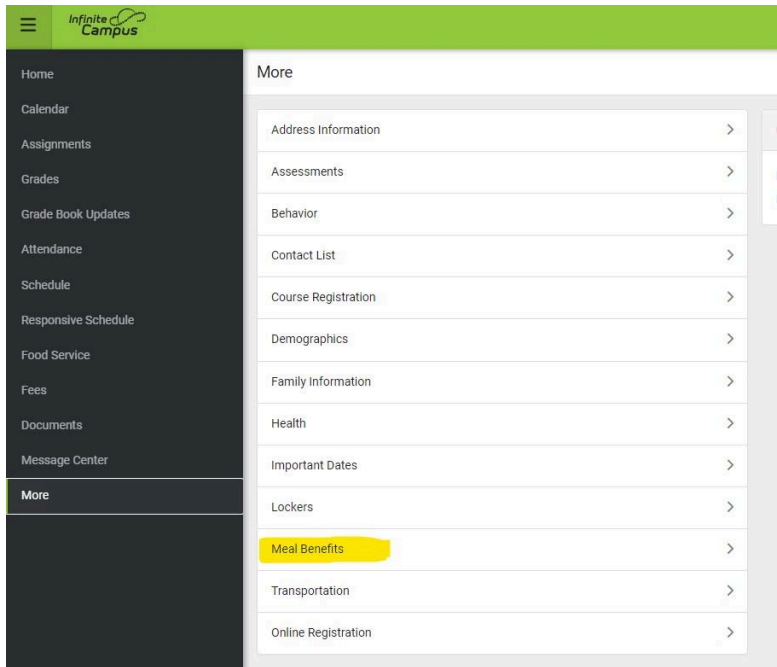 Infinite
Campus
Home
Calendar
Assignments
Grades
Grade Book Updates
Attendance
Schedule
Responsive Schedule
Food Service
Fees
Documents
Message Center
More
More
Address Information
Assessments
Behavior
Contact List
Course Registration
Demographics
Family Information
Health
Important Dates
Lockers
Meal Benefits
Transportation
Online Registration